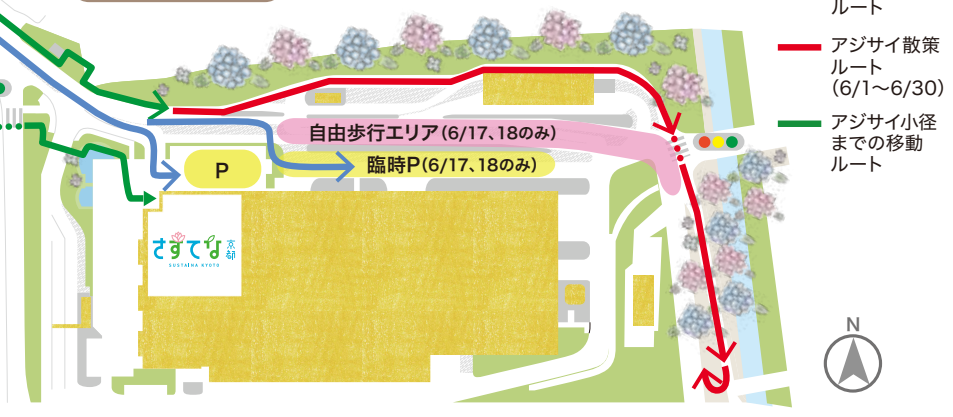 ルート
アジサイ散策
ルート
（6/1～6/30）
アジサイ小径
までの移動
ルート
自由歩行エリア（6/17、18のみ）
臨時P（6/17、18のみ）
P
さすてな京都
SUSTAINA KYOTO
N